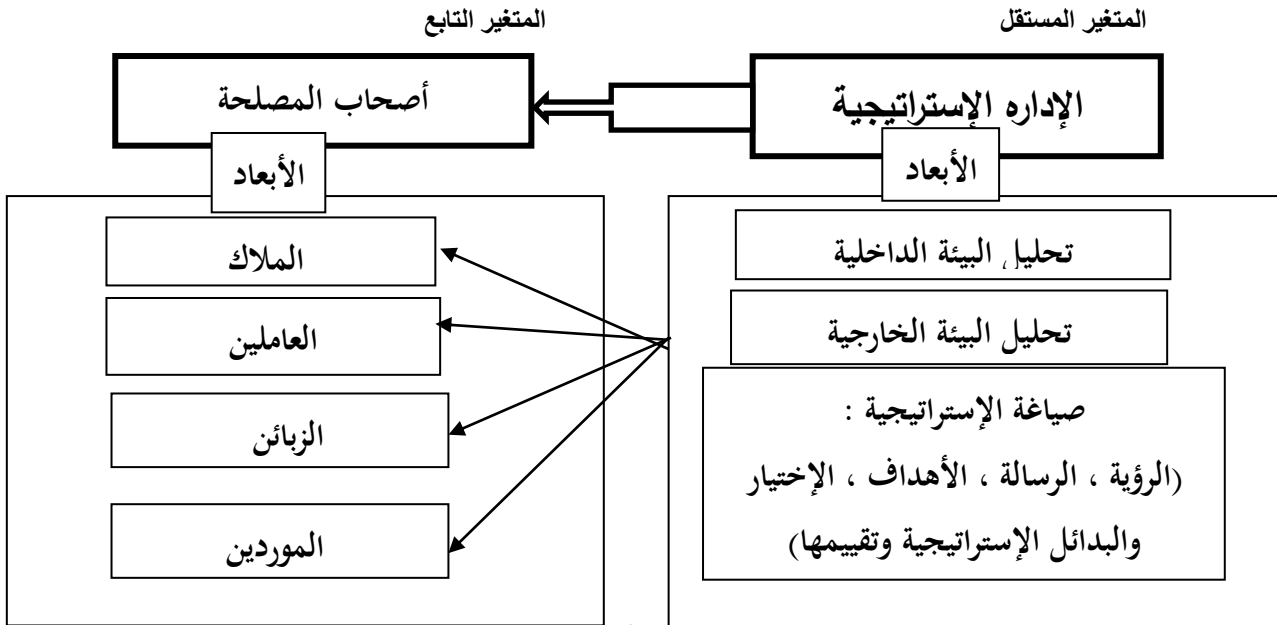 المتغير المستقل
المتغير التابع
الإداره الإستراتيجية
أصحاب المصلحة
الأبعاد
الأبعاد
تحليل البيئة الداخلية
تحليل البيئة الخارجية
صياغة الإستراتيجية :
(الرؤية ، الرسالة ، الأهداف ، الإختيار
والبدائل الإستراتيجية وتقييمها)
الملاك
العاملين
الزبائن
الموردين